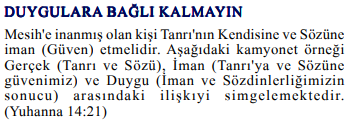 DUYGULARA BAĞLI KALMAYIN
Mesih'e inanmış olan kişi Tanrı'nın Kendisine ve Sözüne
iman (Güven) etmelidir. Aşağıdaki kamyonet örneği
Gerçek (Tanrı ve Sözü), İman (Tanrı'ya ve Sözüne
güvenimiz) ve Duygu (İman ve Sözdinlerliğimizin
sonucu) arasındaki ilişkiyi simgelemektedir.
(Yuhanna 14:21)